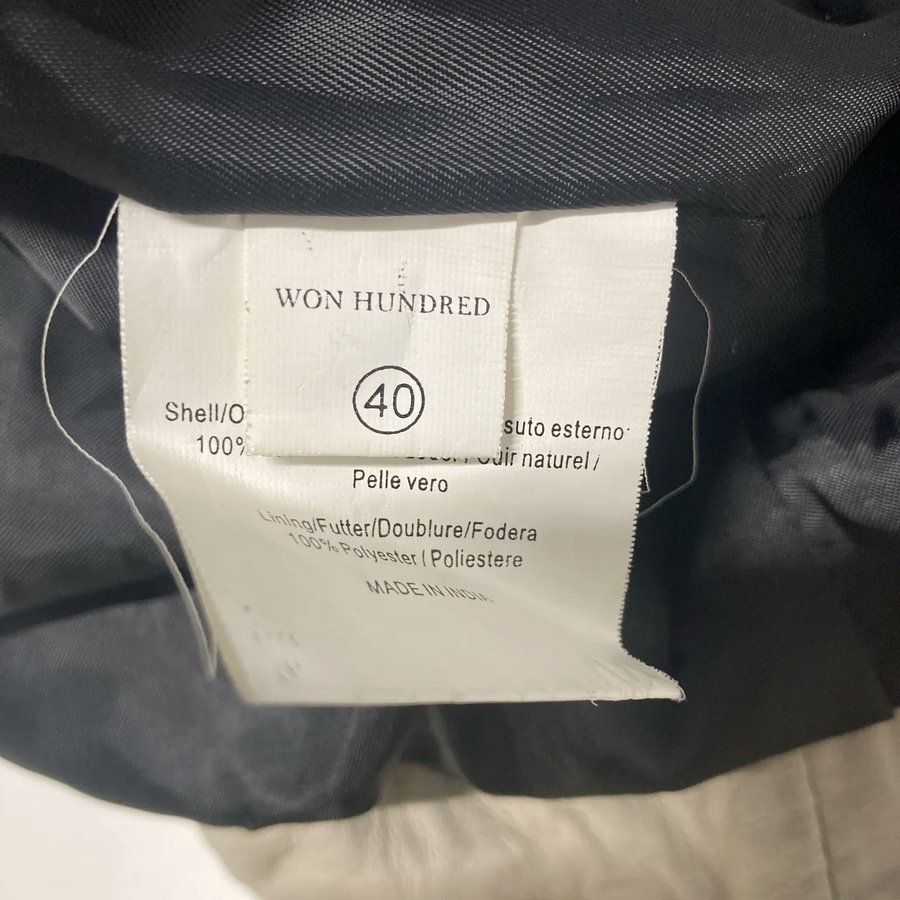 WON HUNDRED
40
Shell/O suto esterno
100% Cuir naturel /
Pelle vero
Lining/Futter/Doublure/Fodera
100% Polyester / Poliestere
MADE IN INDIA